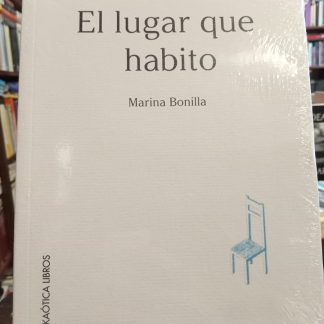 El lugar que
habito
Marina Bonilla
KAÓTICA LIBROS